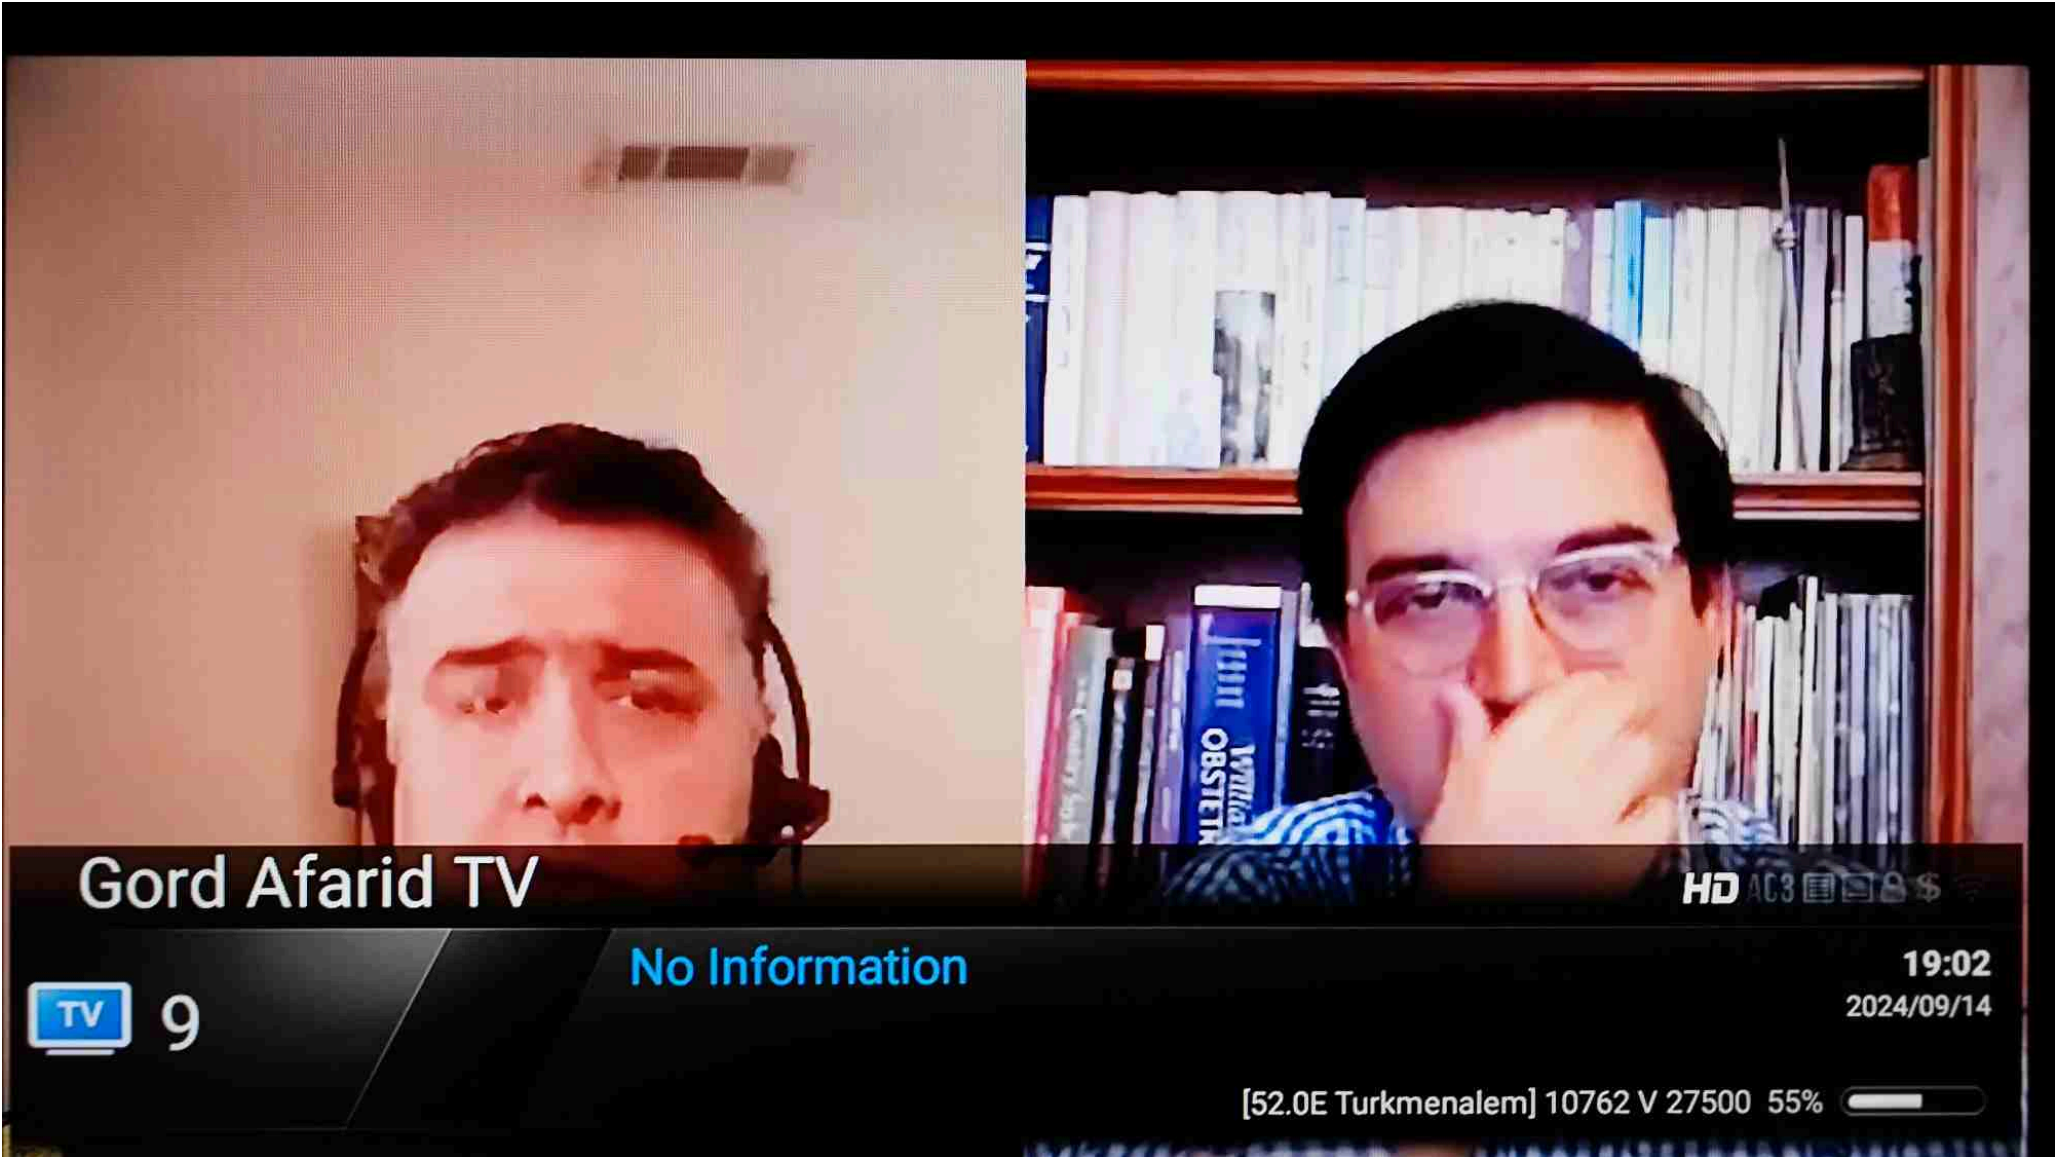 OBSTET
Gord Afarid TV
HD AC3 $
TV 9
No Information
19:02
2024/09/14
[52.0E Turkmenalem] 10762 V 27500 55%